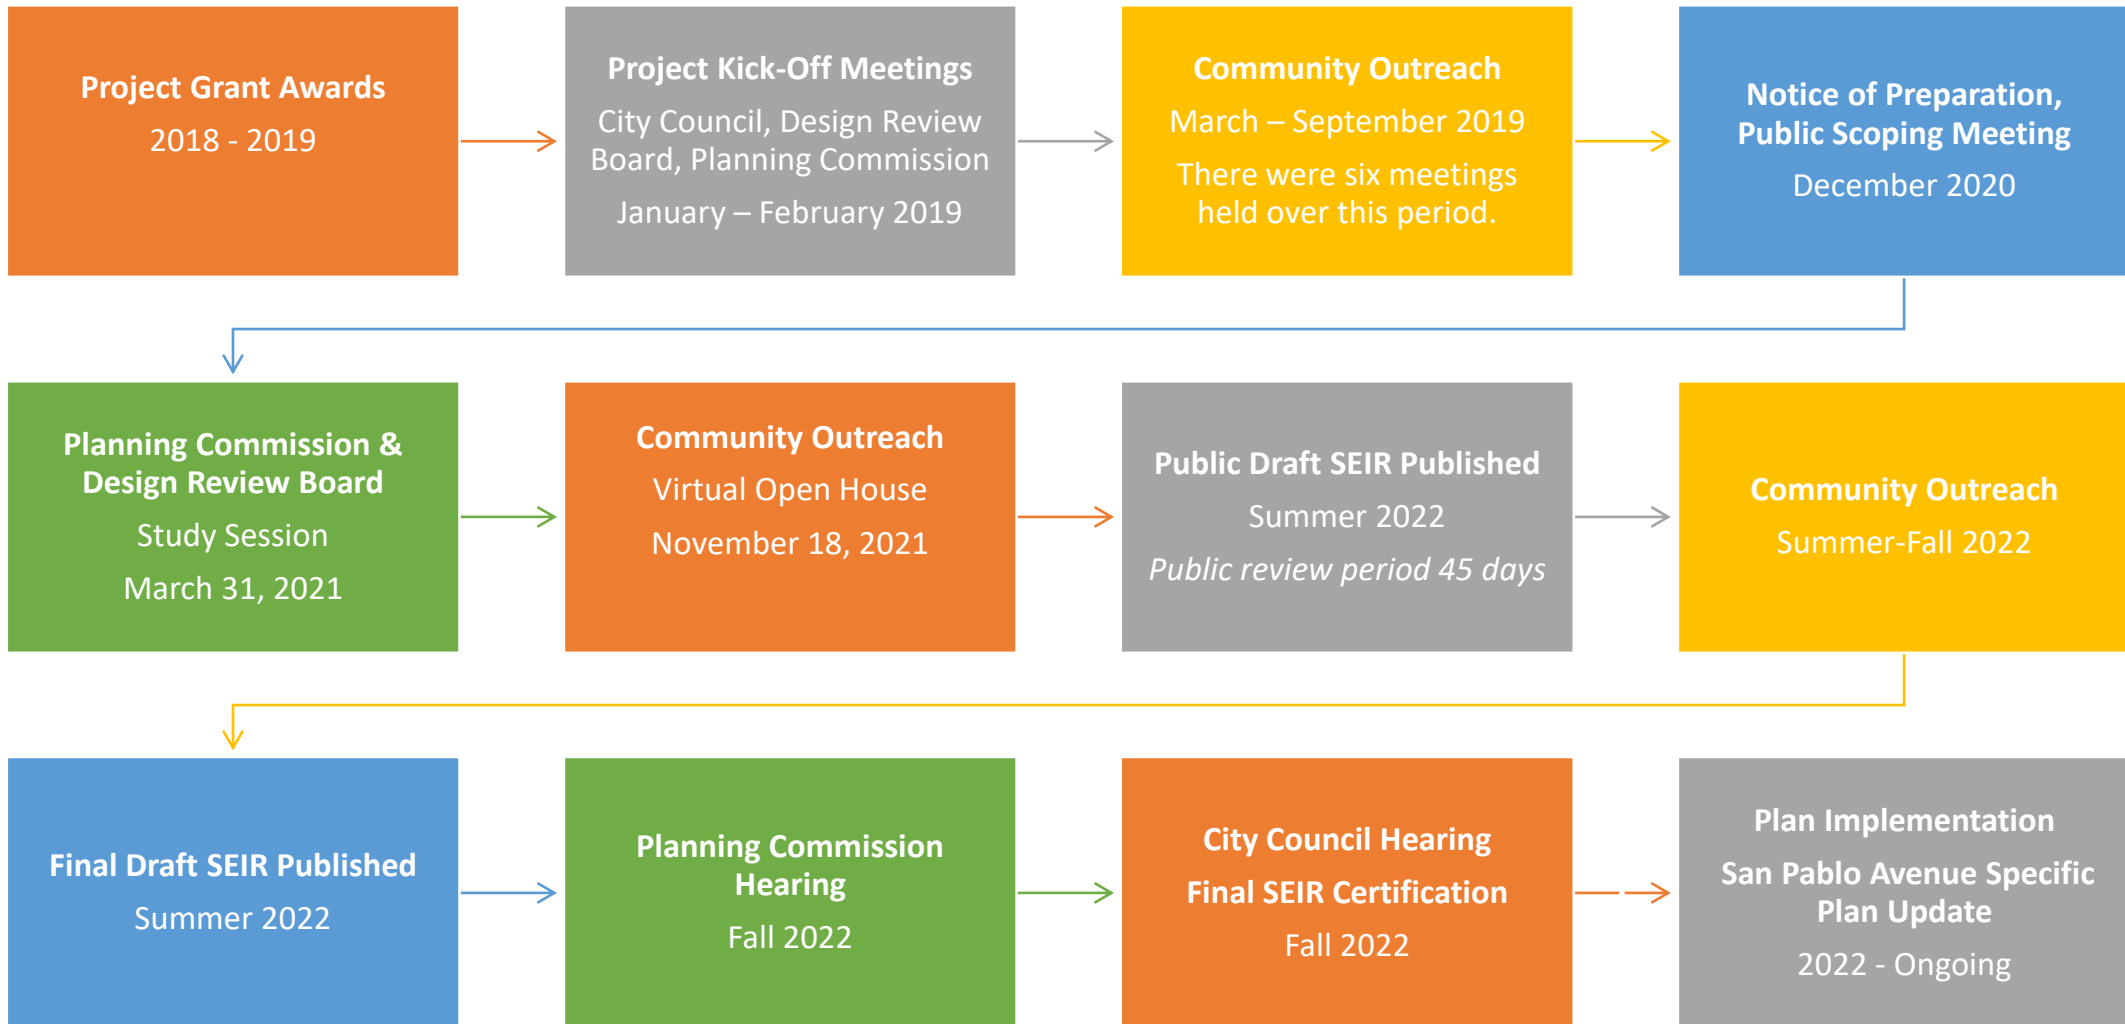 Project Grant Awards
2018 - 2019
Project Kick-Off Meetings
City Council, Design Review
Board, Planning Commission
January – February 2019
Community Outreach
March – September 2019
There were six meetings
held over this period.
Notice of Preparation,
Public Scoping Meeting
December 2020
Planning Commission &
Design Review Board
Study Session
March 31, 2021
Community Outreach
Virtual Open House
November 18, 2021
Public Draft SEIR Published
Summer 2022
Public review period 45 days
Community Outreach
Summer-Fall 2022
Final Draft SEIR Published
Summer 2022
Planning Commission
Hearing
Fall 2022
City Council Hearing
Final SEIR Certification
Fall 2022
Plan Implementation
San Pablo Avenue Specific
Plan Update
2022 - Ongoing